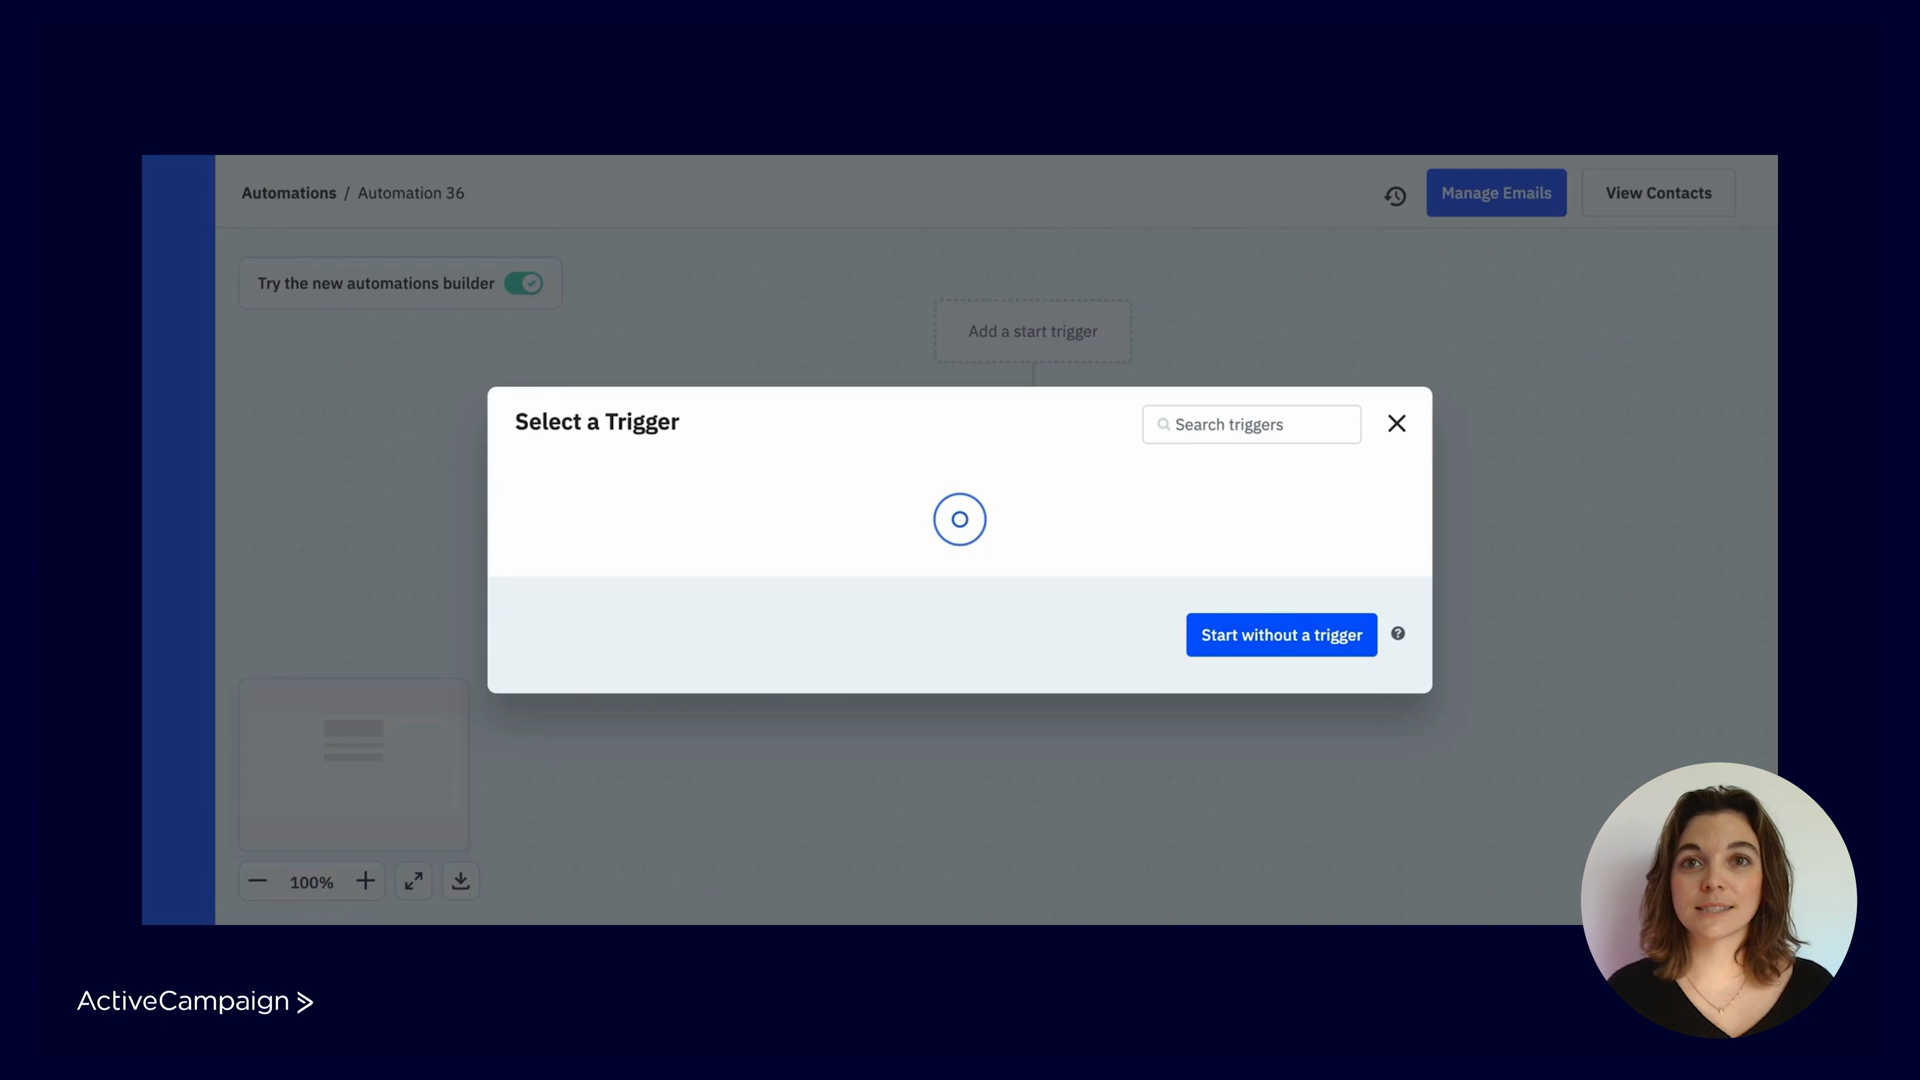 Automations / Automation 36
Manage Emails
View Contacts
Try the new automations builder
Add a start trigger
Select a Trigger
Search triggers
Start without a trigger
?
100%
ActiveCampaign >